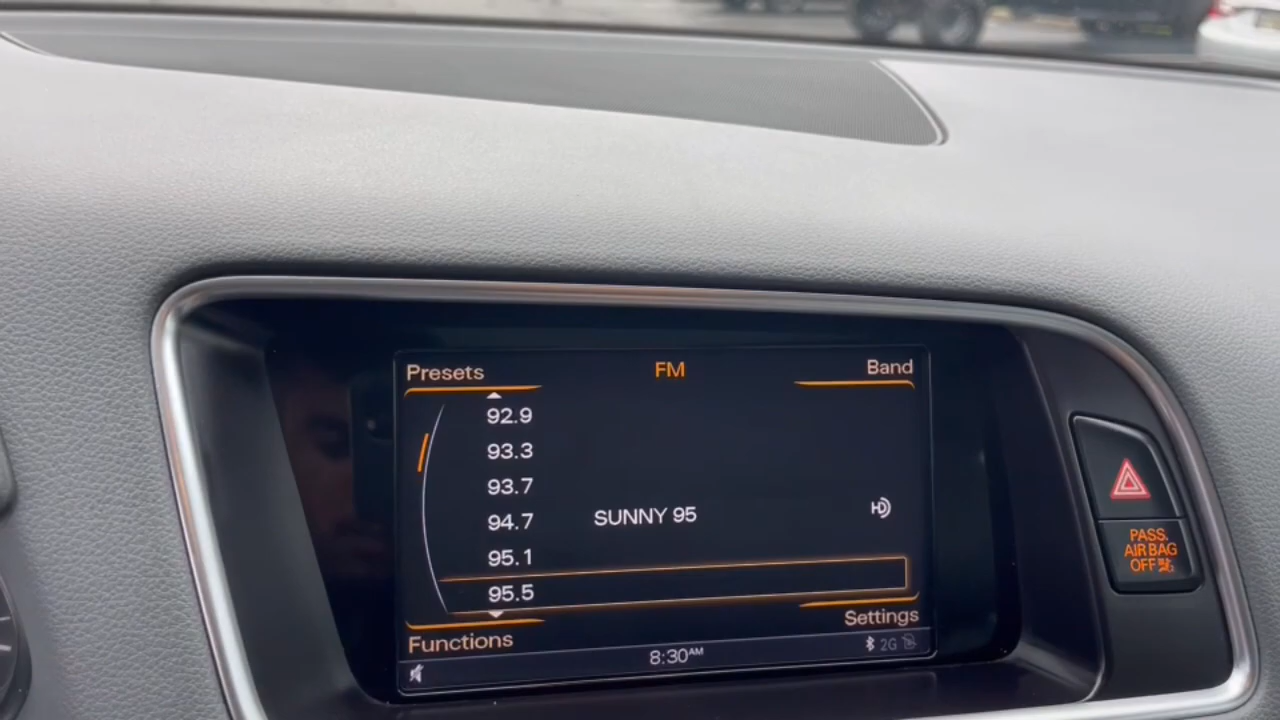 Presets
FM
Band
92.9
93.3
93.7
94.7 SUNNY 95 HD
95.1
95.5
Settings
Functions
8:30AM
2G
PASS.
AIR BAG
OFF